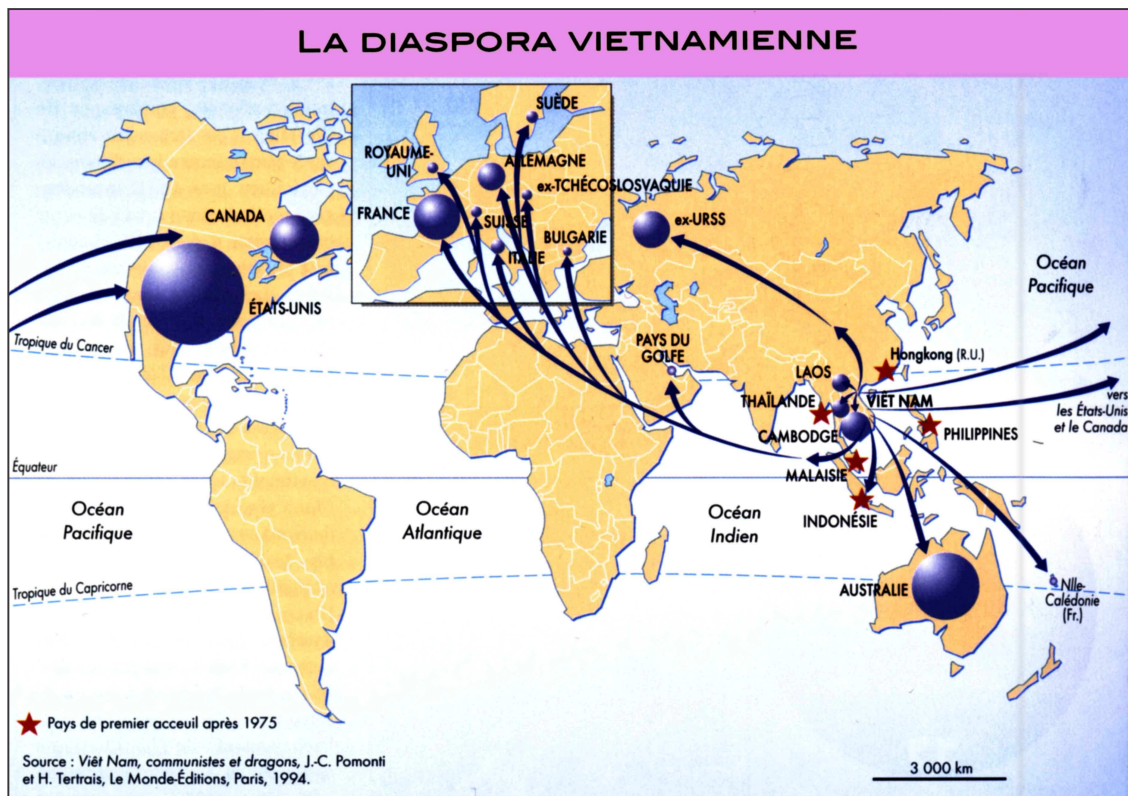 LA DIASPORA VIETNAMIENNE
SUÈDE
ROYAUME-
UNI
ALLEMAGNE
ex-TCHÉCOSLOSVAQUIE
FRANCE
SUISSE
ITALIE
BULGARIE
CANADA
ÉTATS-UNIS
ex-URSS
Océan
Pacifique
Tropique du Cancer
PAYS DU
GOLFE
Hongkong (R.U.)
LAOS
THAÏLANDE
VIÊT NAM
CAMBODGE
PHILIPPINES
vers
les États-Unis
et le Canada
MALAISIE
INDONÉSIE
Équateur
Océan
Pacifique
Océan
Atlantique
Océan
Indien
Tropique du Capricorne
AUSTRALIE
Nlle-
Calédonie
(Fr.)
Pays de premier acceuil après 1975
Source : Viêt Nam, communistes et dragons, J.-C. Pomonti
et H. Tertrais, Le Monde-Éditions, Paris, 1994.
3 000 km